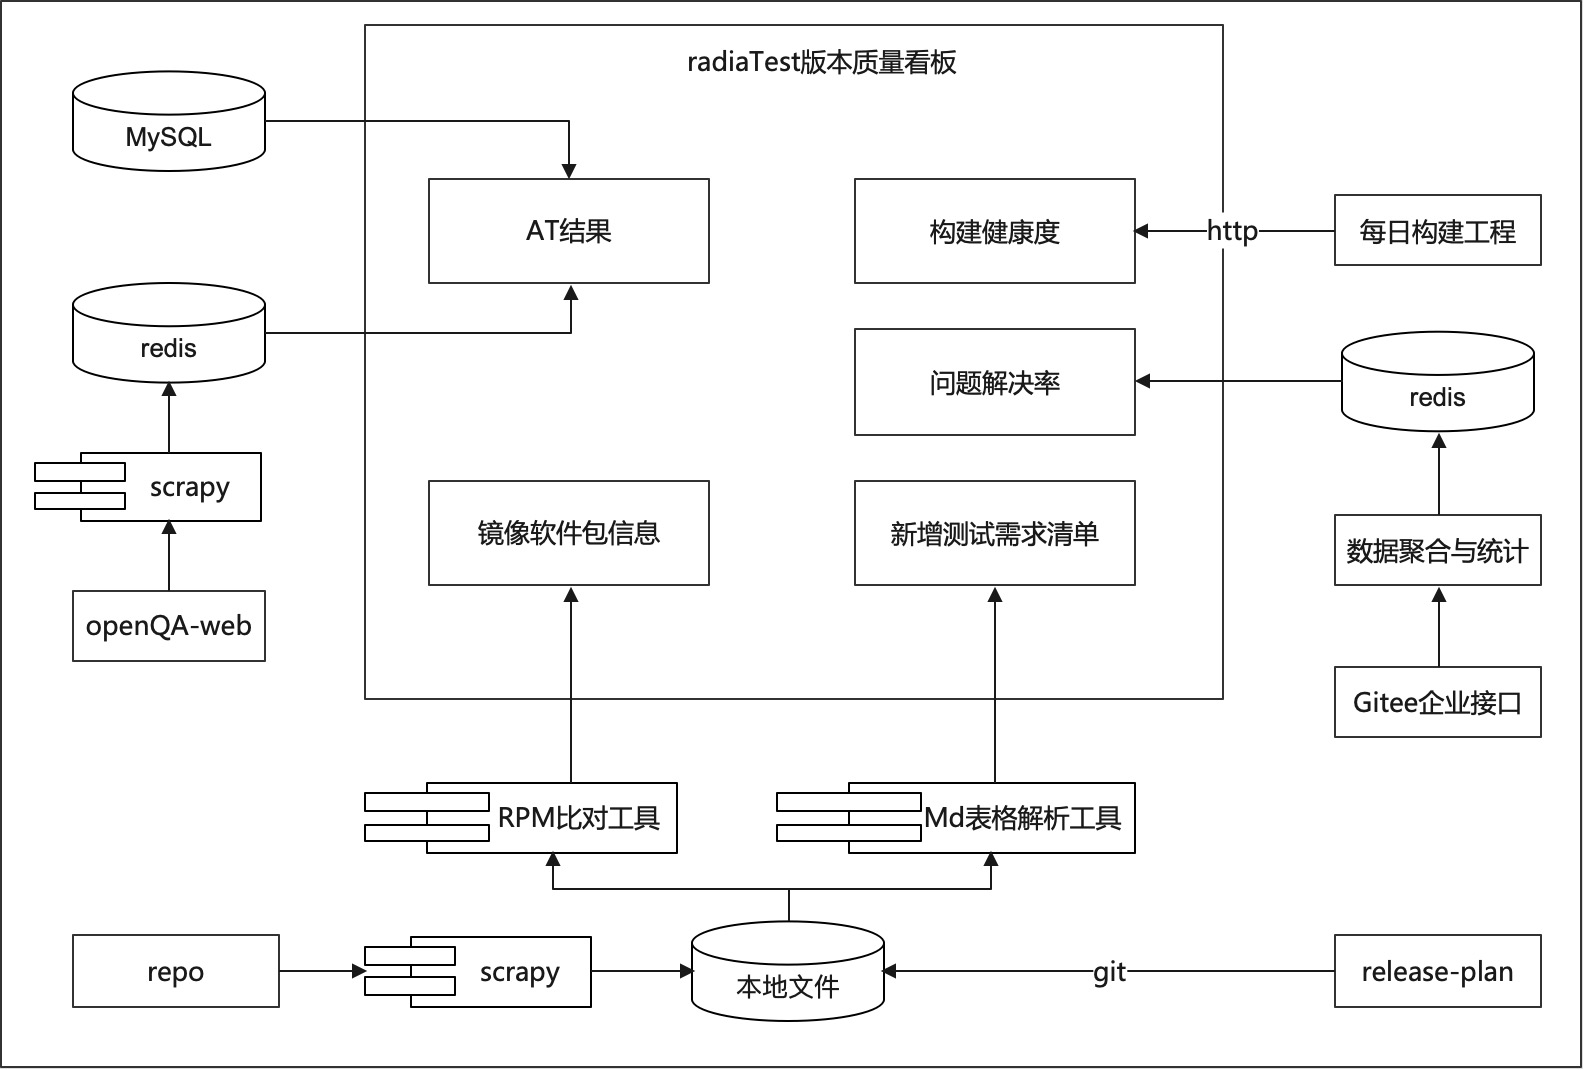 radiaTest版本质量看板
MySQL
AT结果
构建健康度
http
每日构建工程
redis
问题解决率
redis
scrapy
镜像软件包信息
新增测试需求清单
数据聚合与统计
openQA-web
Gitee企业接口
RPM比对工具
Md表格解析工具
repo
scrapy
本地文件
git
release-plan